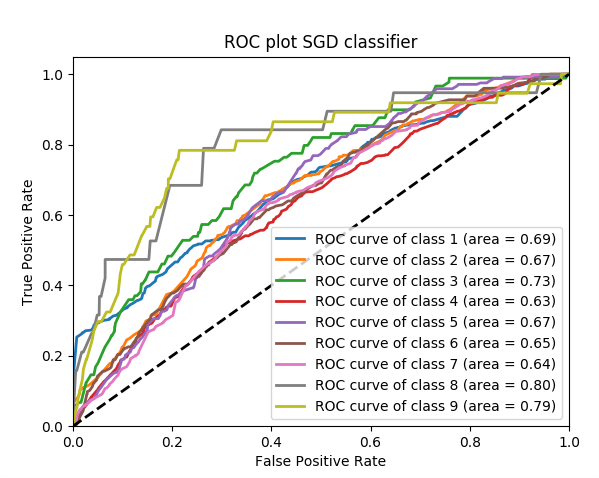 ROC plot SGD classifier
True Positive Rate
1.0
0.8
0.6
0.4
0.2
0.0
ROC curve of class 1 (area = 0.69)
ROC curve of class 2 (area = 0.67)
ROC curve of class 3 (area = 0.73)
ROC curve of class 4 (area = 0.63)
ROC curve of class 5 (area = 0.67)
ROC curve of class 6 (area = 0.65)
ROC curve of class 7 (area = 0.64)
ROC curve of class 8 (area = 0.80)
ROC curve of class 9 (area = 0.79)
0.0 0.2 0.4 0.6 0.8 1.0
False Positive Rate